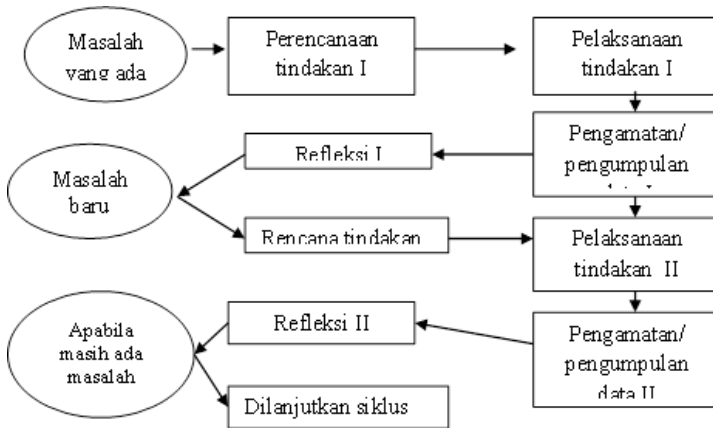 Masalah
yang ada
Perencanaan
tindakan I
Pelaksanaan
tindakan I
Refleksi I
Pengamatan/
pengumpulan
data I
Masalah
baru
Rencana tindakan
Pelaksanaan
tindakan II
Apabila
masih ada
masalah
Refleksi II
Pengamatan/
pengumpulan
data II
Dilanjutkan siklus